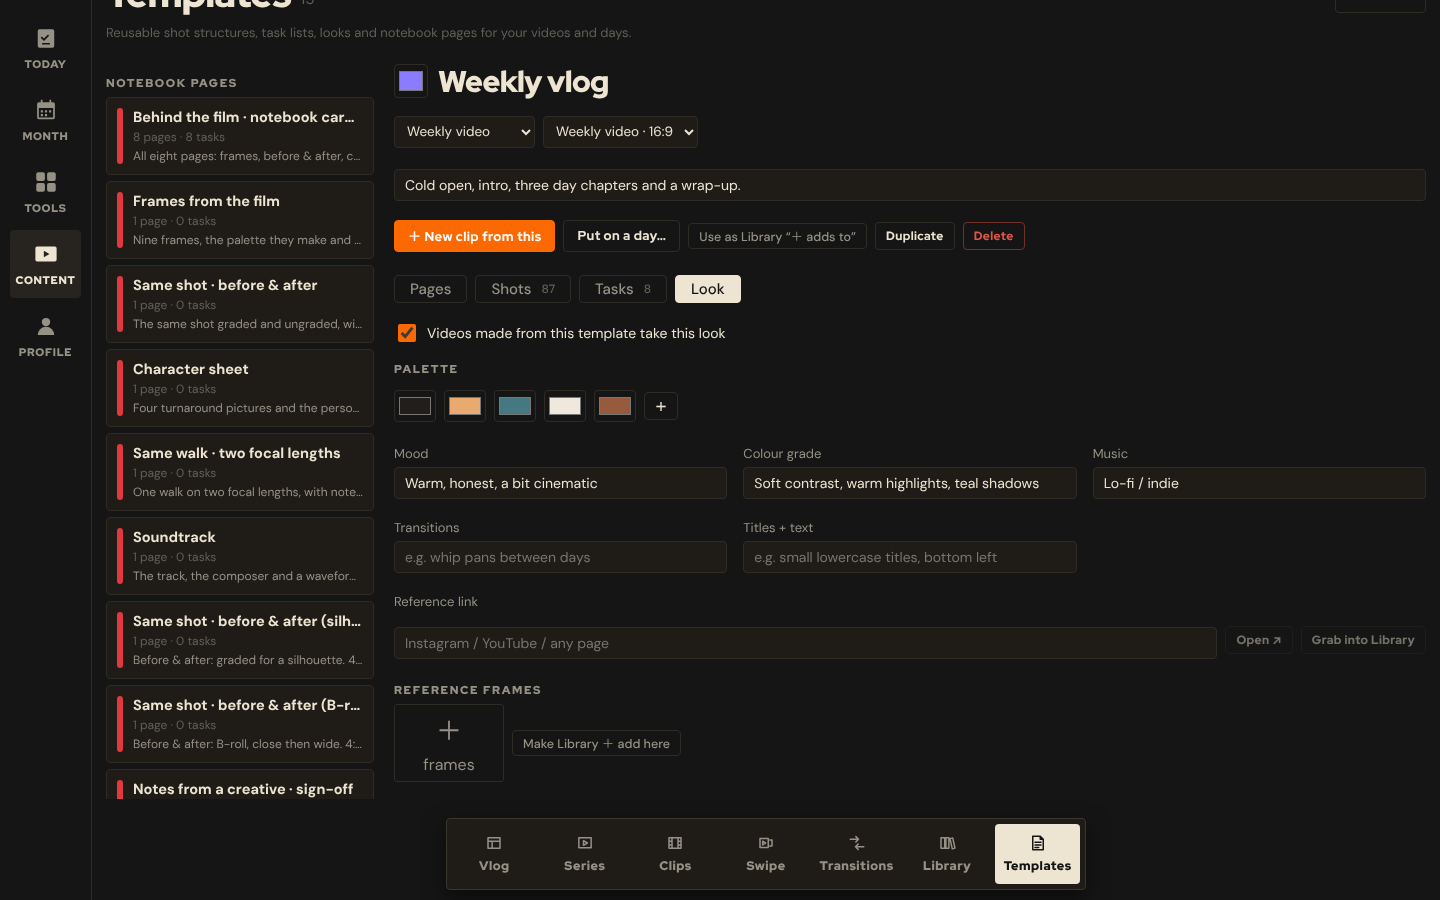 Templates 15
Reusable shot structures, task lists, looks and notebook pages for your videos and days.
TODAY
MONTH
TOOLS
CONTENT
PROFILE
NOTEBOOK PAGES
Behind the film · notebook car...
8 pages · 8 tasks
All eight pages: frames, before & after, c...
Frames from the film
1 page · 0 tasks
Nine frames, the palette they make and ...
Same shot · before & after
1 page · 0 tasks
The same shot graded and ungraded, wi...
Character sheet
1 page · 0 tasks
Four turnaround pictures and the perso...
Same walk · two focal lengths
1 page · 0 tasks
One walk on two focal lengths, with note...
Soundtrack
1 page · 0 tasks
The track, the composer and a wavefor...
Same shot · before & after (silh...
1 page · 0 tasks
Before & after: graded for a silhouette. 4...
Same shot · before & after (B-r...
1 page · 0 tasks
Before & after: B-roll, close then wide. 4:...
Notes from a creative · sign-off
Weekly vlog
Weekly video
Weekly video · 16:9
Cold open, intro, three day chapters and a wrap-up.
+ New clip from this
Put on a day...
Use as Library “+ adds to”
Duplicate
Delete
Pages
Shots 87
Tasks 8
Look
Videos made from this template take this look
PALETTE
+
Mood
Colour grade
Music
Warm, honest, a bit cinematic
Soft contrast, warm highlights, teal shadows
Lo-fi / indie
Transitions
Titles + text
e.g. whip pans between days
e.g. small lowercase titles, bottom left
Reference link
Instagram / YouTube / any page
Open ↗
Grab into Library
REFERENCE FRAMES
+
frames
Make Library + add here
Vlog
Series
Clips
Swipe
Transitions
Library
Templates